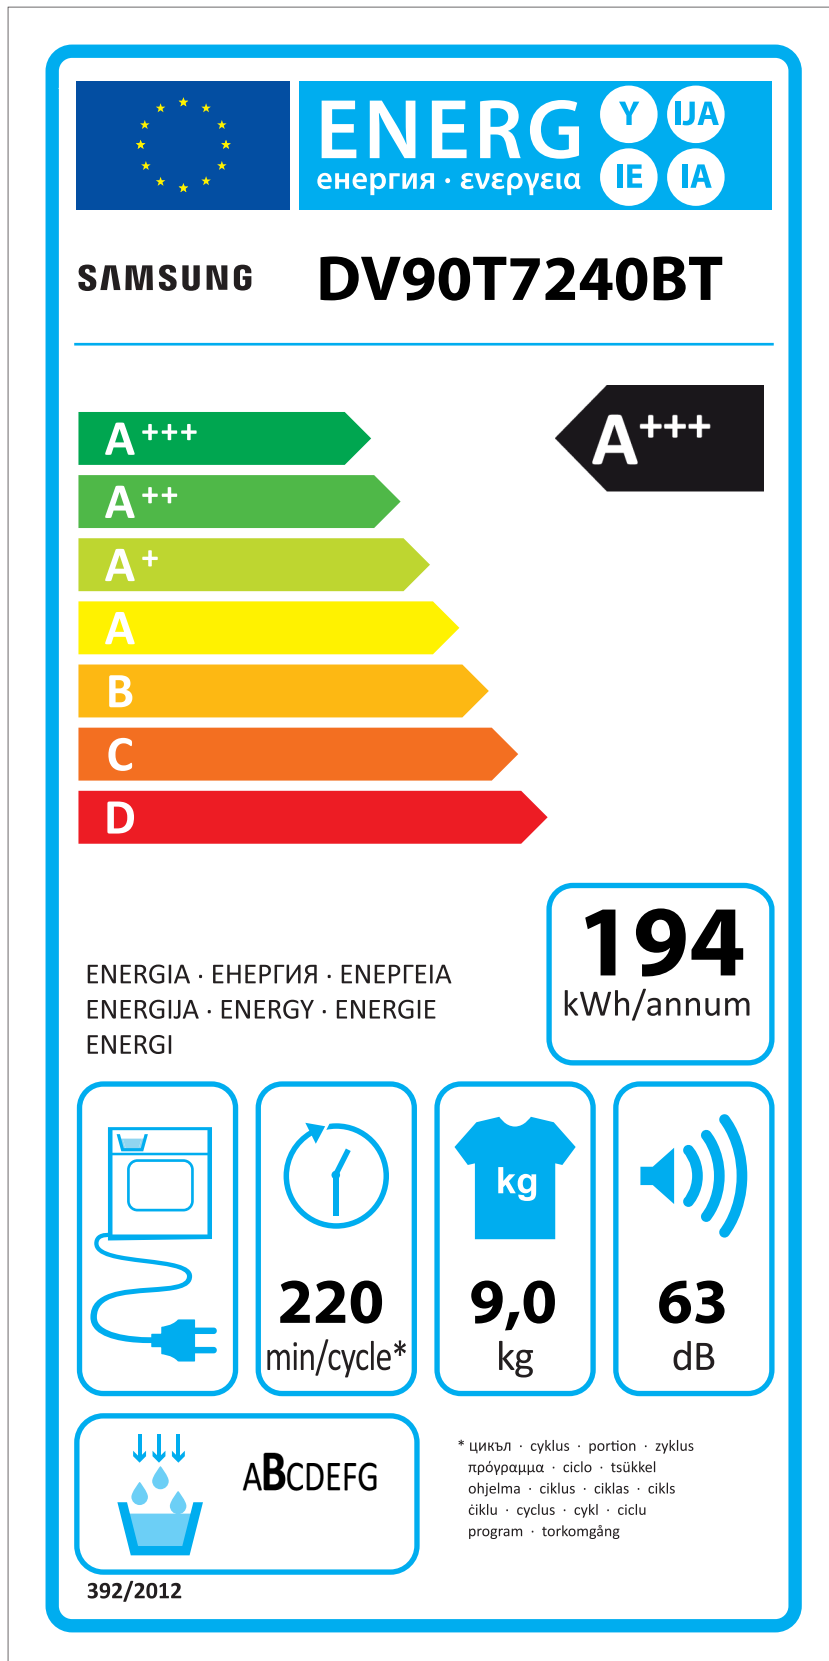 ENERG
Y
IJA
IE
IA
енергия · ενεργεια
SAMSUNG
DV90T7240BT
A+++
A+++
A++
A+
A
B
C
D
194
kWh/annum
ENERGIA · ЕНЕРГИЯ · ΕΝΕΡΓΕΙΑ
ENERGIJA · ENERGY · ENERGIE
ENERGI
kg
220
min/cycle*
9,0
kg
63
dB
ABCDEFG
* цикъл · cyklus · portion · zyklus
πρόγραμμα · ciclo · tsükkel
ohjelma · ciklus · ciklas · cikls
ċiklu · cyclus · cykl · ciclu
program · torkomgång
392/2012